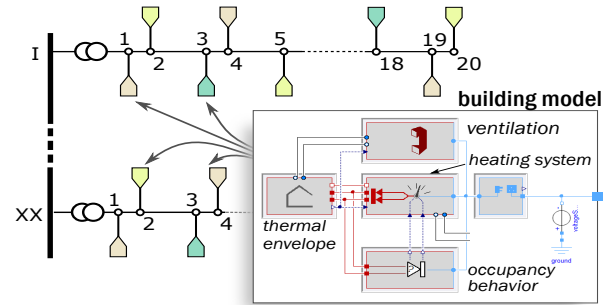 I
1
2
3
4
5
18
19
20
building model
ventilation
heating system
thermal
envelope
occupancy
behavior
voltageS...
+
-
ground
XX
1
2
3
4